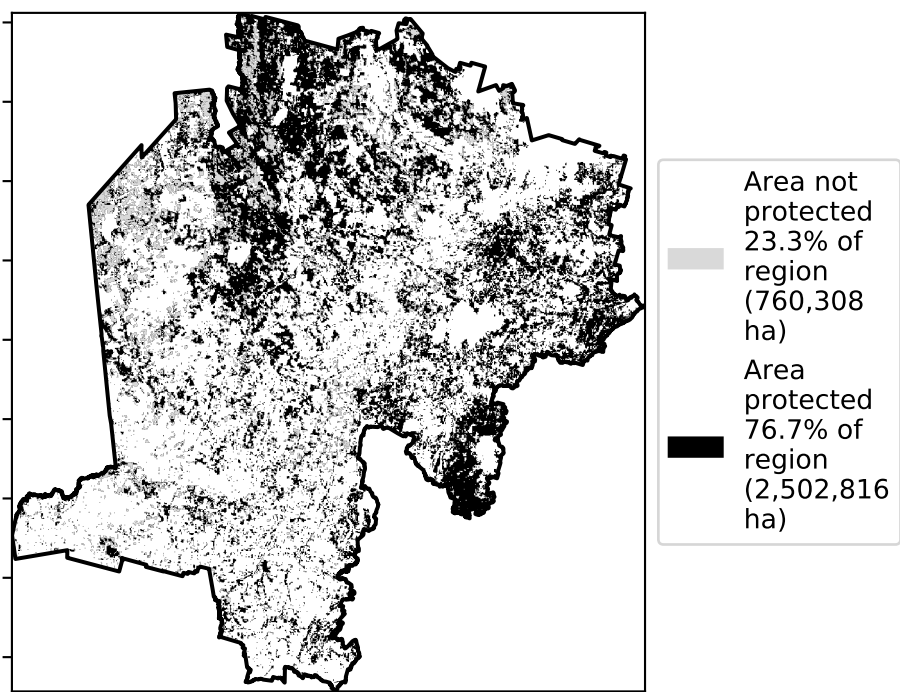 Area not
protected
23.3% of
region
(760,308
ha)
Area
protected
76.7% of
region
(2,502,816
ha)